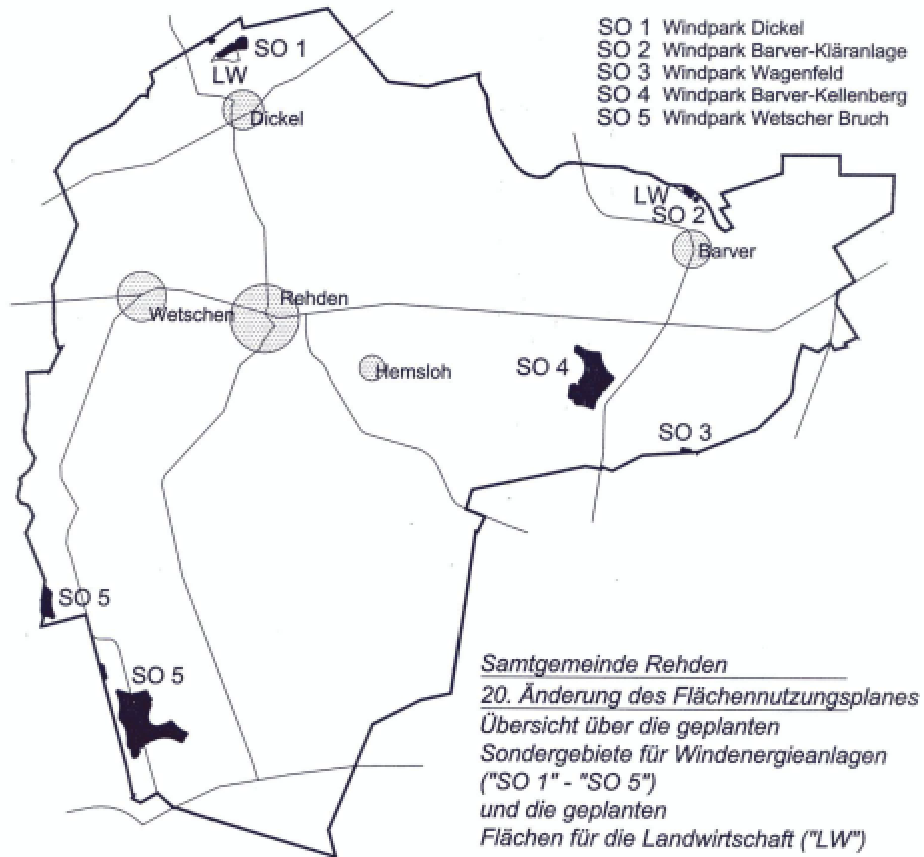 SO 1 Windpark Dickel
SO 2 Windpark Barver-Kläranlage
SO 3 Windpark Wagenfeld
SO 4 Windpark Barver-Kellenberg
SO 5 Windpark Wetscher Bruch
SO 1
LW
Dickel
LW
SO 2
Barver
Rehden
Wetschen
Hemsloh
SO 4
SO 3
SO 5
SO 5
Samtgemeinde Rehden
20. Änderung des Flächennutzungsplanes
Übersicht über die geplanten
Sondergebiete für Windenergieanlagen
("SO 1" - "SO 5")
und die geplanten
Flächen für die Landwirtschaft ("LW")